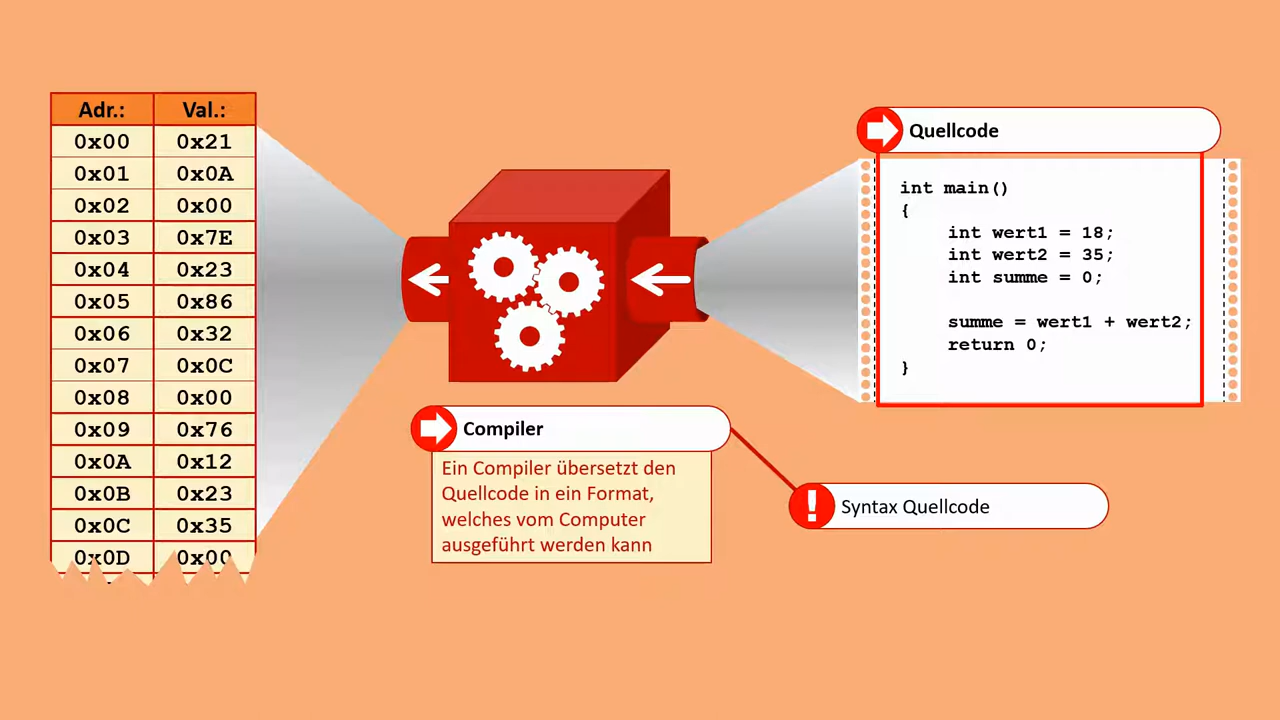 Adr.: Val.:
0x00 0x21
0x01 0x0A
0x02 0x00
0x03 0x7E
0x04 0x23
0x05 0x86
0x06 0x32
0x07 0x0C
0x08 0x00
0x09 0x76
0x0A 0x12
0x0B 0x23
0x0C 0x35
0x0D 0x00
Compiler
Ein Compiler übersetzt den
Quellcode in ein Format,
welches vom Computer
ausgeführt werden kann
Quellcode
int main()
{
int wert1 = 18;
int wert2 = 35;
int summe = 0;
summe = wert1 + wert2;
return 0;
}
! Syntax Quellcode